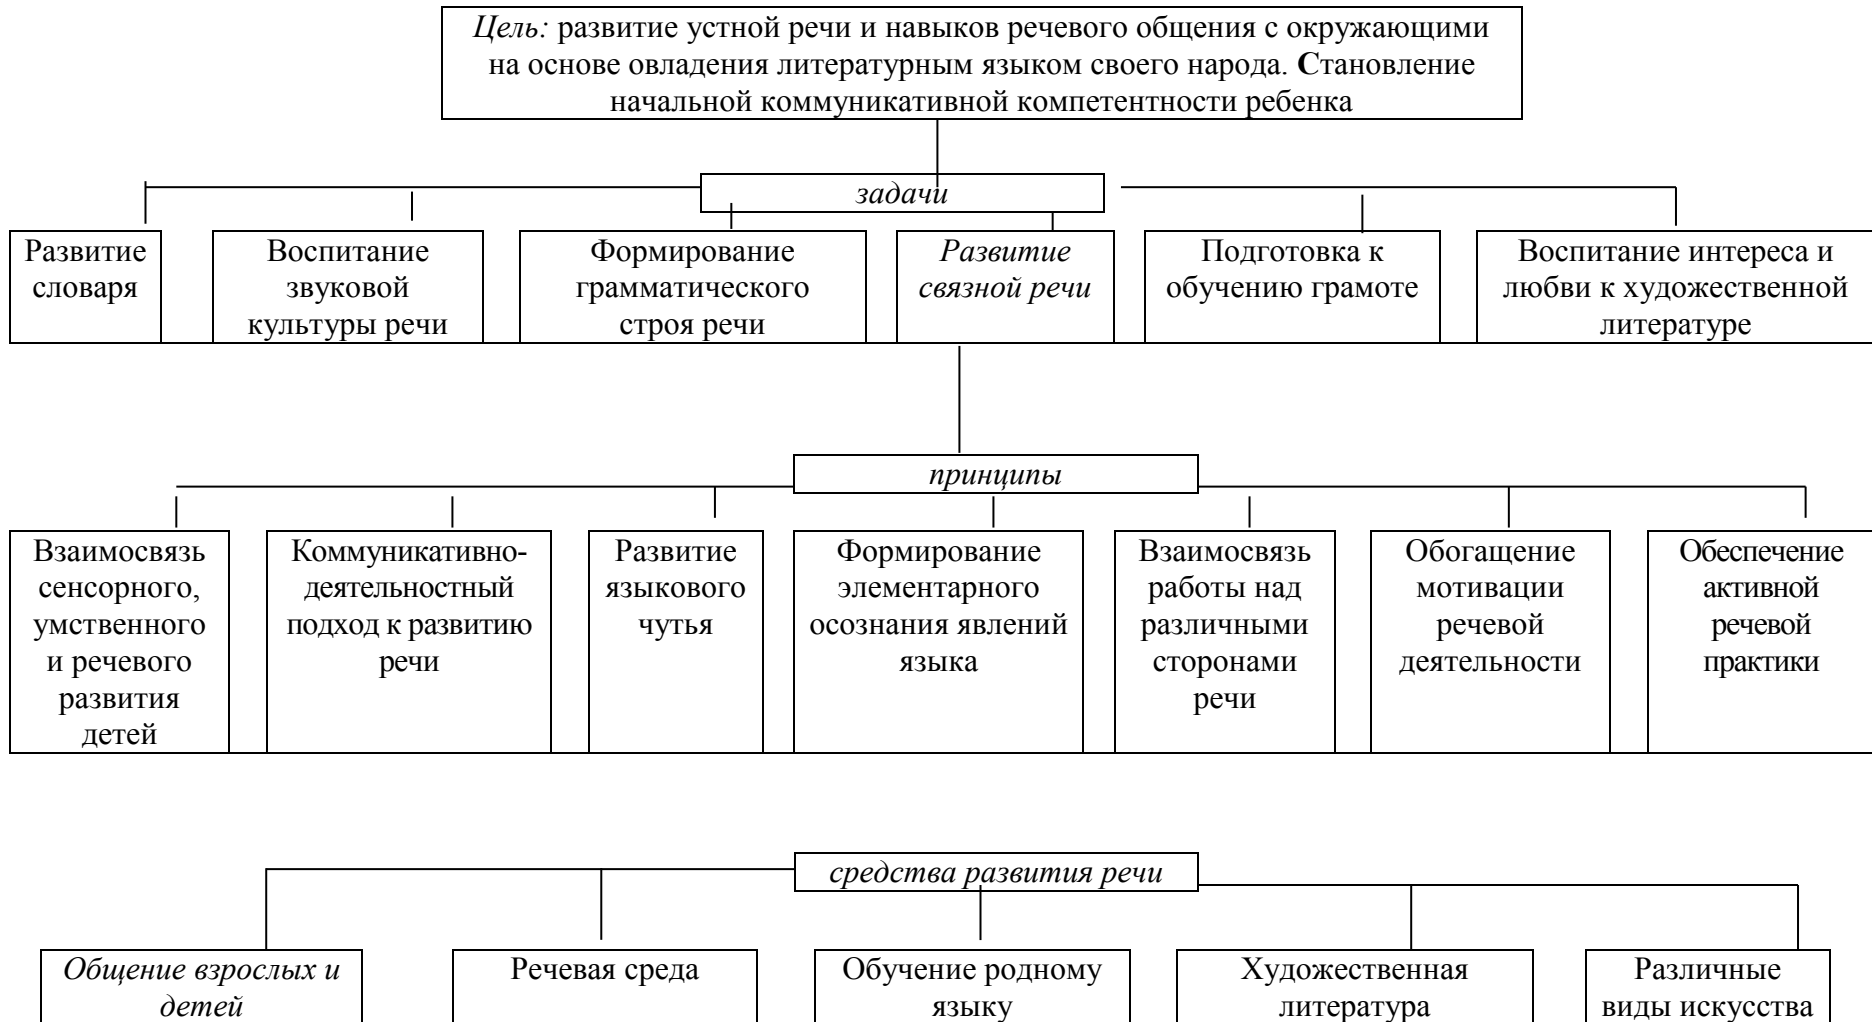 Цель: развитие устной речи и навыков речевого общения с окружающими
на основе овладения литературным языком своего народа. Становление
начальной коммуникативной компетентности ребенка
задачи
Развитие
словаря
Воспитание
звуковой
культуры речи
Формирование
грамматического
строя речи
Развитие
связной речи
Подготовка к
обучению грамоте
Воспитание интереса и
любви к художественной
литературе
принципы
Взаимосвязь
сенсорного,
умственного
и речевого
развития
детей
Коммуникативно-
деятельностный
подход к развитию
речи
Развитие
языкового
чутья
Формирование
элементарного
осознания явлений
языка
Взаимосвязь
работы над
различными
сторонами
речи
Обогащение
мотивации
речевой
деятельности
Обеспечение
активной
речевой
практики
средства развития речи
Общение взрослых и
детей
Речевая среда
Обучение родному
языку
Художественная
литература
Различные
виды искусства